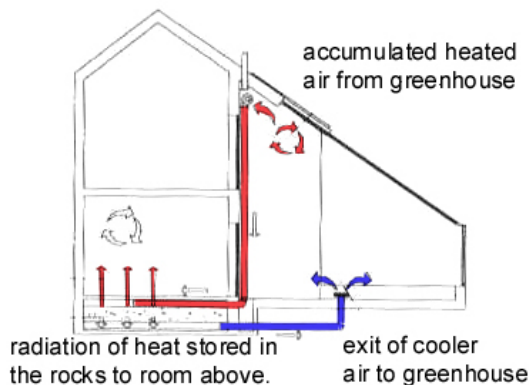 accumulated heated
air from greenhouse
radiation of heat stored in
the rocks to room above.
exit of cooler
air to greenhouse